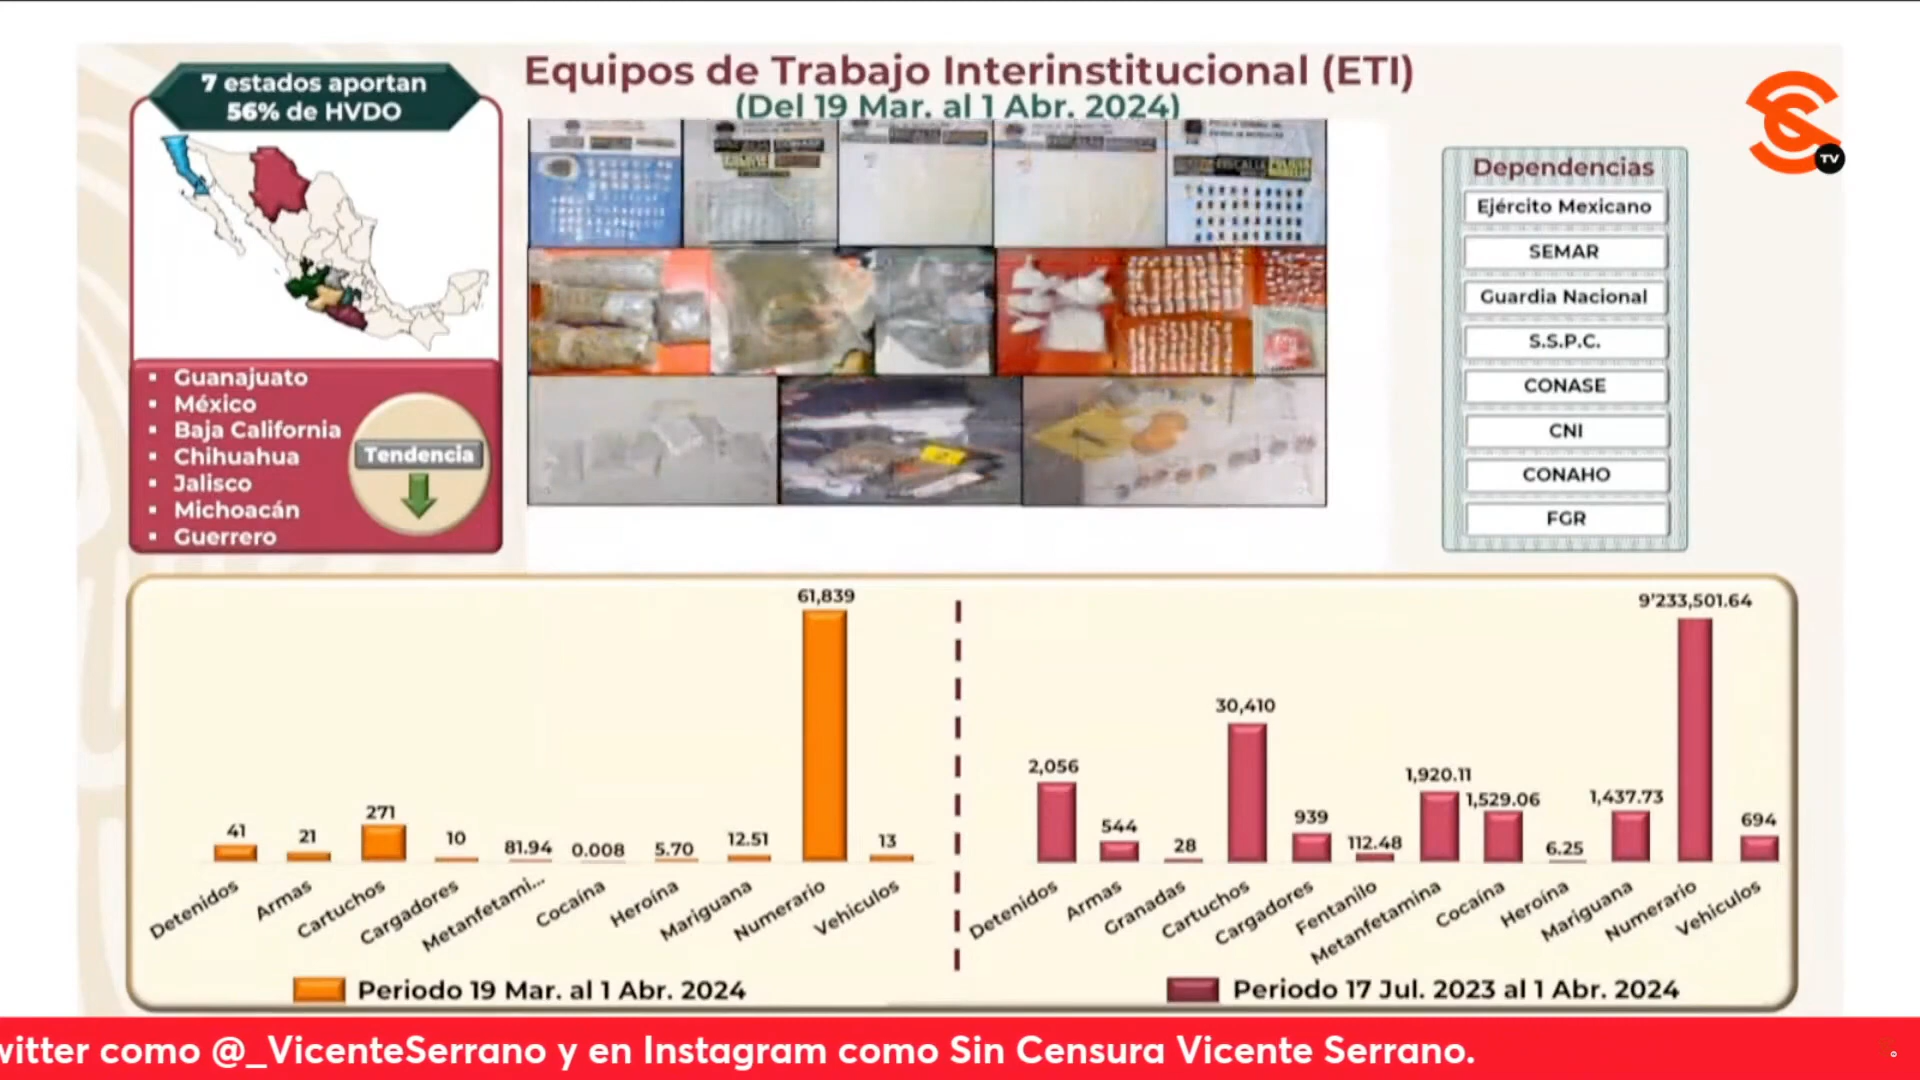 7 estados aportan
56% de HVDO
Equipos de Trabajo Interinstitucional (ETI)
(Del 19 Mar. al 1 Abr. 2024)
TV
Guanajuato
México
Baja California
Chihuahua
Jalisco
Michoacán
Guerrero
Tendencia
Dependencias
Ejército Mexicano
SEMAR
Guardia Nacional
S.S.P.C.
CONASE
CNI
CONAHO
FGR
61,839
41
21
271
10
81.94
0.008
5.70
12.51
13
Detenidos
Armas
Cartuchos
Cargadores
Metanfetami...
Cocaína
Heroína
Mariguana
Numerario
Vehículos
Periodo 19 Mar. al 1 Abr. 2024
9'233,501.64
2,056
544
28
30,410
939
112.48
1,920.11
1,529.06
6.25
1,437.73
694
Detenidos
Armas
Granadas
Cartuchos
Cargadores
Fentanilo
Metanfetamina
Cocaína
Heroína
Mariguana
Numerario
Vehículos
Periodo 17 Jul. 2023 al 1 Abr. 2024
witter como @_VicenteSerrano y en Instagram como Sin Censura Vicente Serrano.